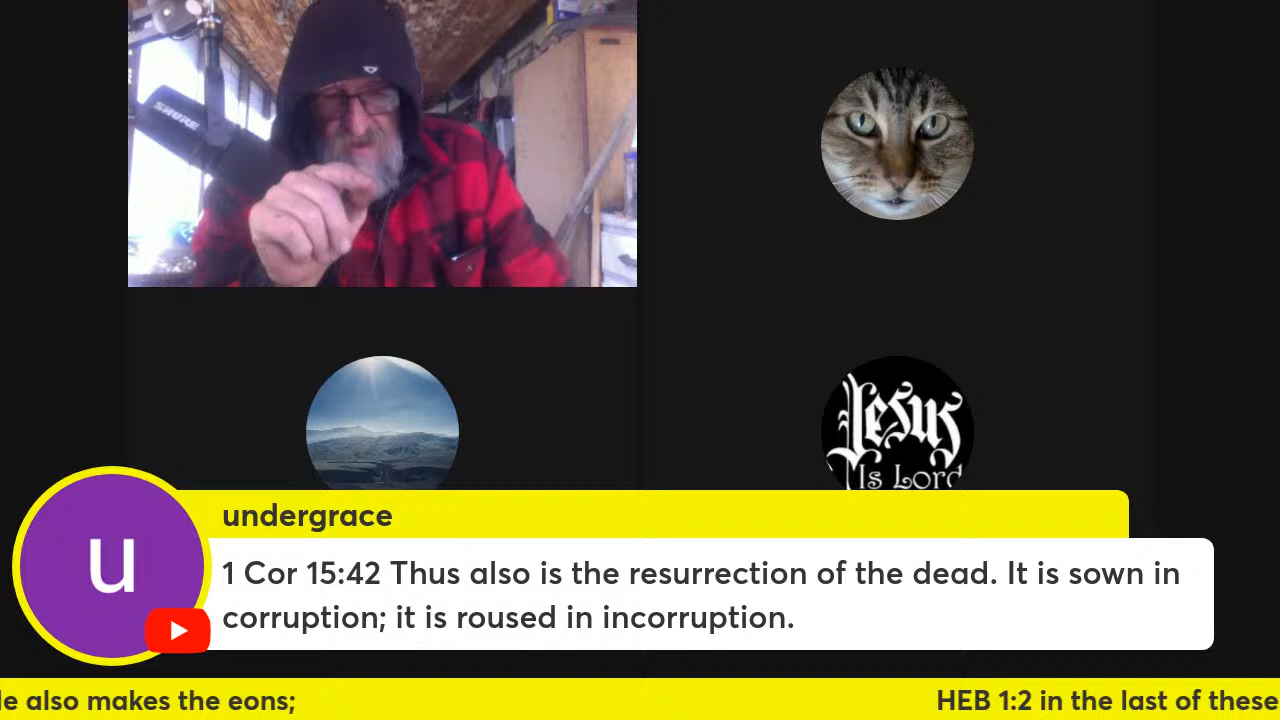 SHURE
Jesus
Is Lord
u
undergrace
1 Cor 15:42 Thus also is the resurrection of the dead. It is sown in
corruption; it is roused in incorruption.
also makes the eons;
HEB 1:2 in the last of these